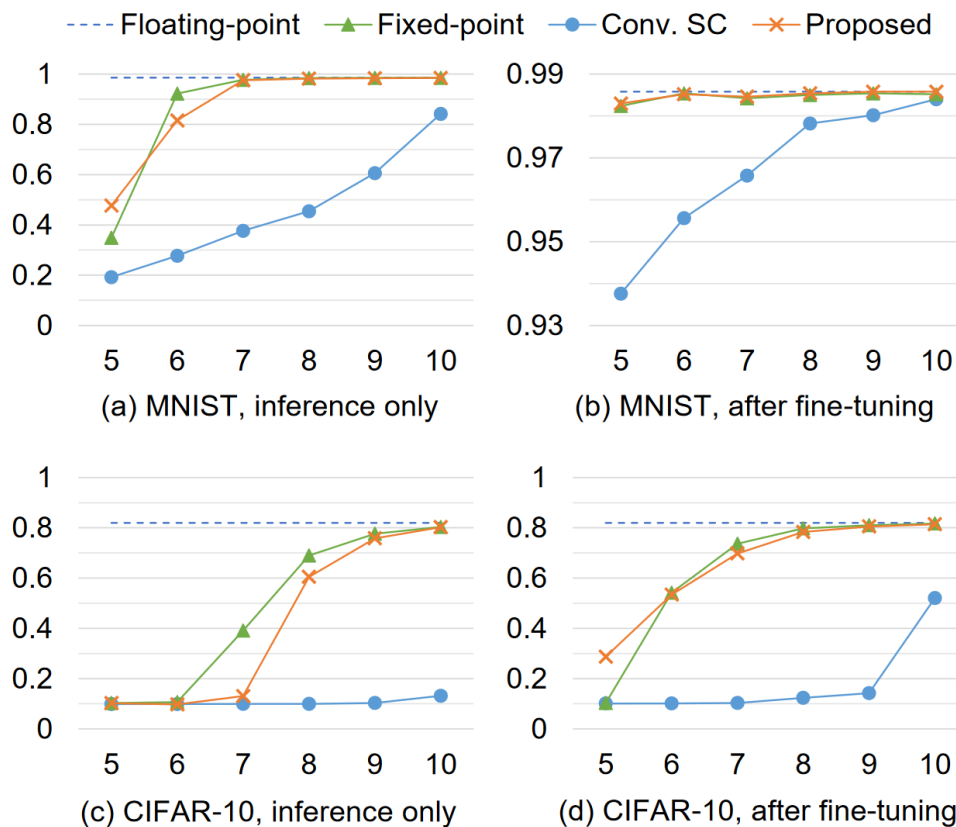 Floating-point Fixed-point Conv. SC Proposed
1
0.8
0.6
0.4
0.2
0
5 6 7 8 9 10
(a) MNIST, inference only
0.99
0.97
0.95
0.93
5 6 7 8 9 10
(b) MNIST, after fine-tuning
1
0.8
0.6
0.4
0.2
0
5 6 7 8 9 10
(c) CIFAR-10, inference only
1
0.8
0.6
0.4
0.2
0
5 6 7 8 9 10
(d) CIFAR-10, after fine-tuning